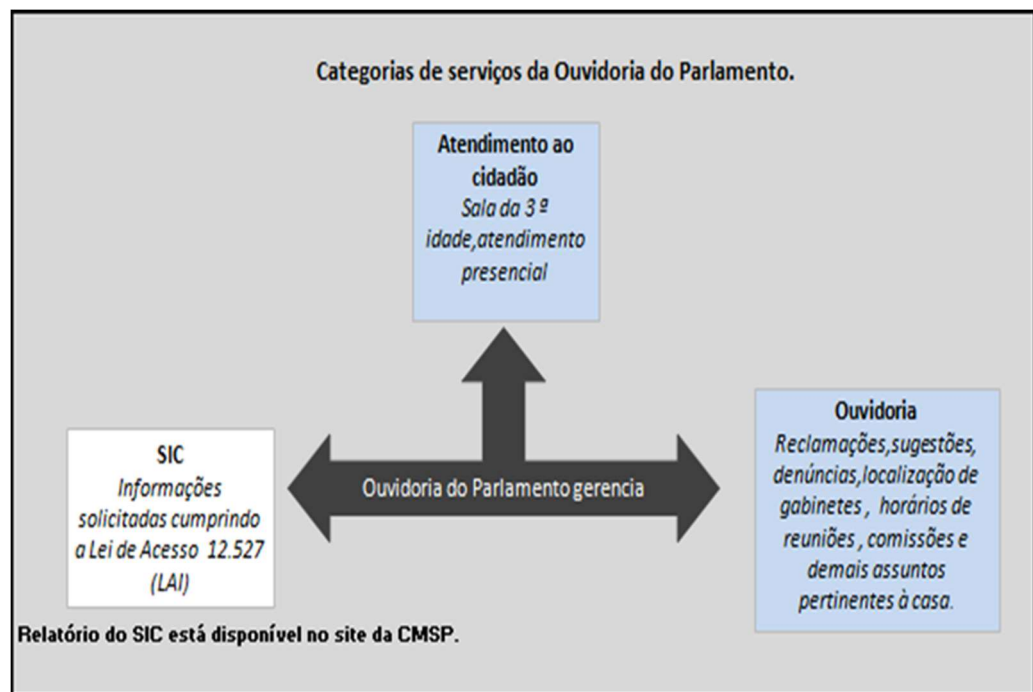 Categorias de serviços da Ouvidoria do Parlamento.
Atendimento ao
cidadão
Sala da 3 ª
idade,atendimento
presencial
SIC
Informações
solicitadas cumprindo
a Lei de Acesso 12.527
(LAI)
Ouvidoria do Parlamento gerencia
Ouvidoria
Reclamações,sugestões,
denúncias,localização de
gabinetes , horários de
reuniões , comissões e
demais assuntos
pertinentes à casa.
Relatório do SIC está disponível no site da CMSP.